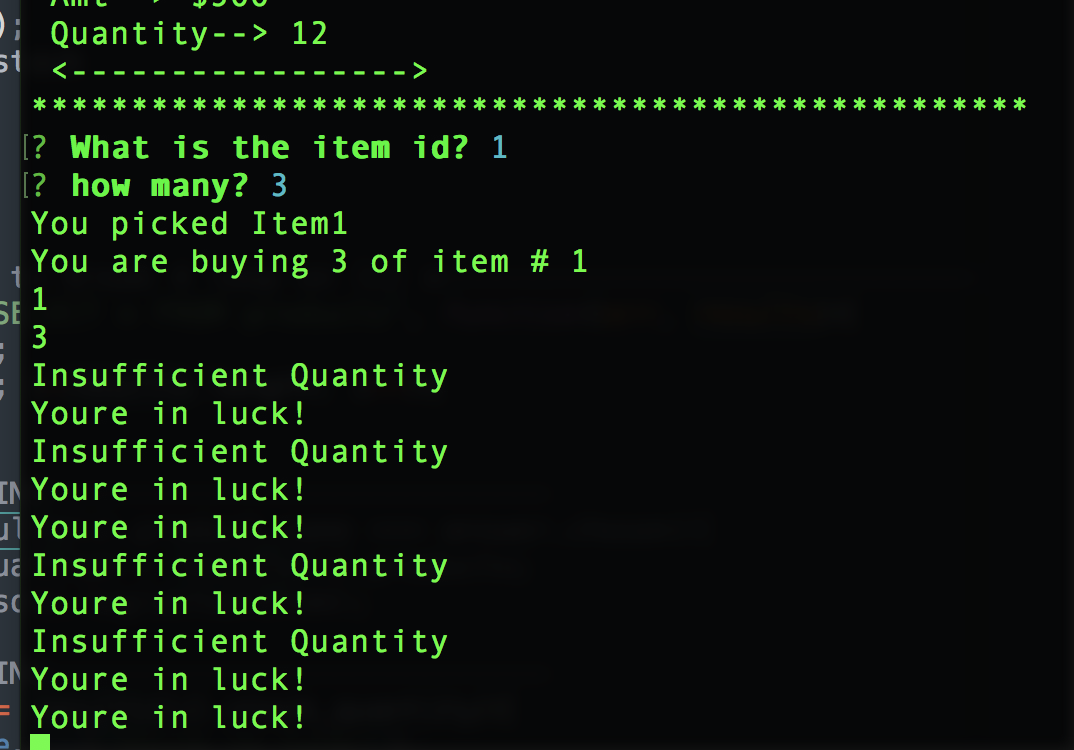 Quantity--> 12
<----------------->
**************************************************
? What is the item id? 1
? how many? 3
You picked Item1
You are buying 3 of item # 1
1
3
Insufficient Quantity
Youre in luck!
Insufficient Quantity
Youre in luck!
Youre in luck!
Insufficient Quantity
Youre in luck!
Insufficient Quantity
Youre in luck!
Youre in luck!